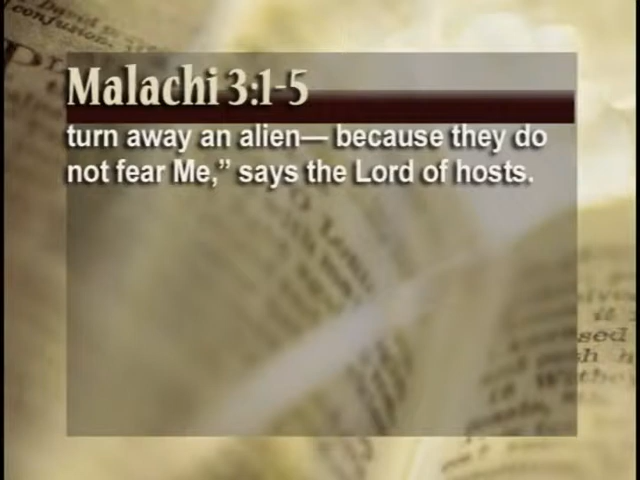 Malachi 3:1-5
turn away an alien— because they do
not fear Me,” says the Lord of hosts.
confusion.